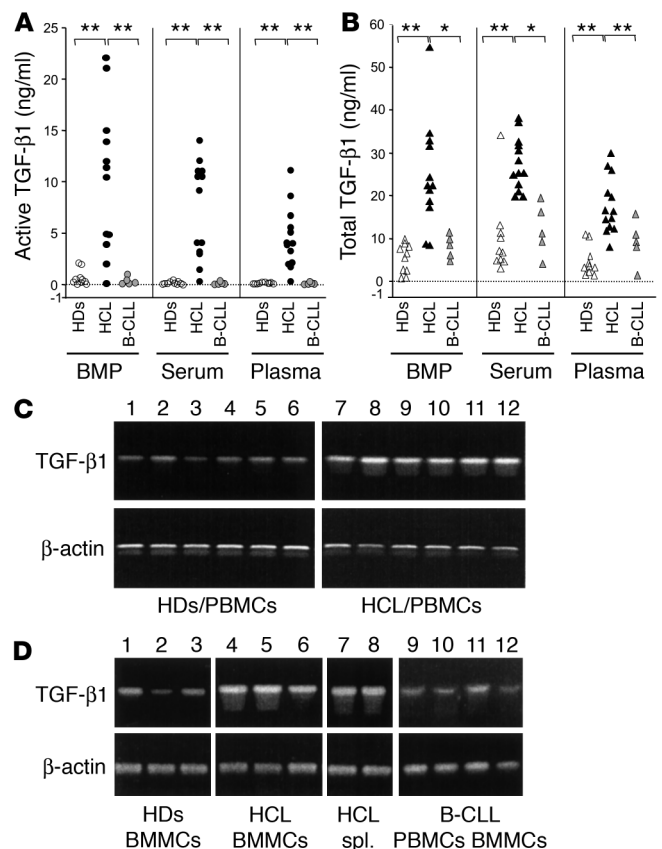 A
B
** ** ** ** ** **
** * ** * ** **
Active TGF-β1 (ng/ml)
25
20
15
10
5
0
-1
Total TGF-β1 (ng/ml)
60
50
40
30
20
10
0
-1
HDs HCL B-CLL HDs HCL B-CLL HDs HCL B-CLL
BMP Serum Plasma
HDs HCL B-CLL HDs HCL B-CLL HDs HCL B-CLL
BMP Serum Plasma
C
1 2 3 4 5 6 7 8 9 10 11 12
TGF-β1
β-actin
HDs/PBMCs HCL/PBMCs
D
1 2 3 4 5 6 7 8 9 10 11 12
TGF-β1
β-actin
HDs HCL HCL B-CLL
BMMCs BMMCs spl. PBMCs BMMCs